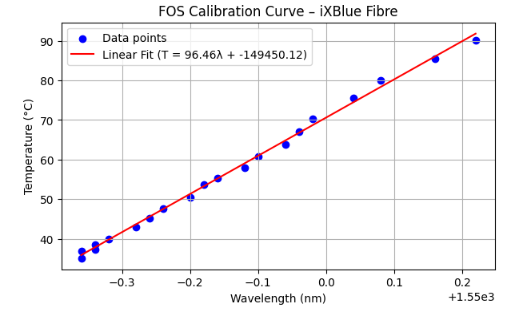 FOS Calibration Curve – iXBlue Fibre
Data points
Linear Fit (T = 96.46λ + -149450.12)
Temperature (°C)
90
80
70
60
50
40
−0.3 −0.2 −0.1 0.0 0.1 0.2
Wavelength (nm)
+1.55e3